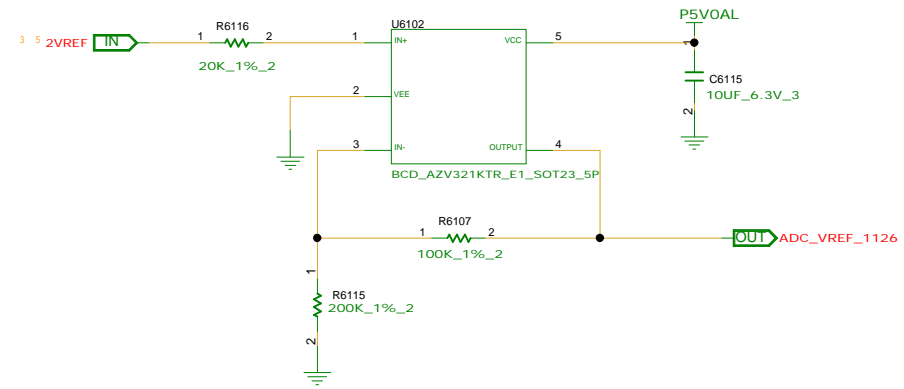 P5V0AL
R6116
U6102
3 5 2VREF IN 1 2 1 IN+ VCC 5 1
20K_1%_2
C6115
10UF_6.3V_3
2 VEE
2
3 IN- OUTPUT 4
BCD_AZV321KTR_E1_SOT23_5P
R6107
1 2
OUT ADC_VREF_1126
100K_1%_2
1
R6115
200K_1%_2
2